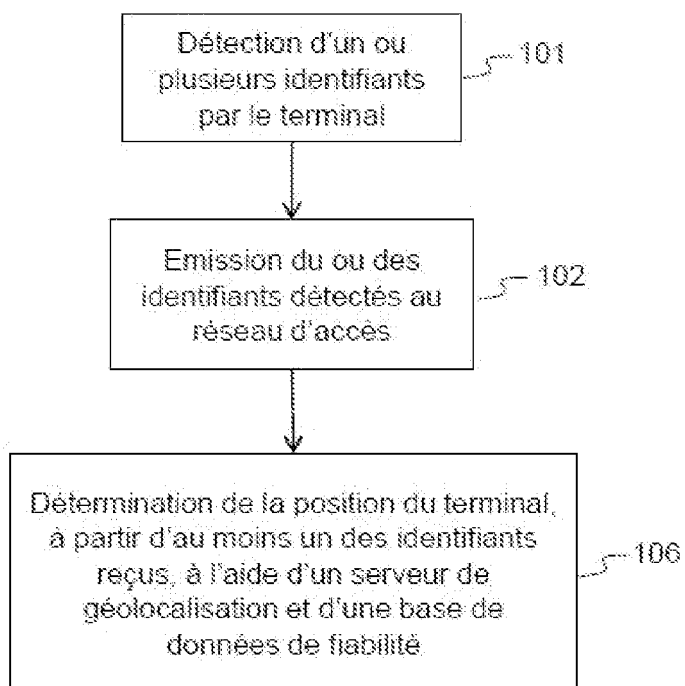 Détection d'un ou
plusieurs identifiants
par le terminal
101
Emission du ou des
identifiants détectés au
réseau d'accès
102
Détermination de la position du terminal,
à partir d'au moins un des identifiants
reçus, à l'aide d'un serveur de
géolocalisation et d'une base de
données de fiabilité
106